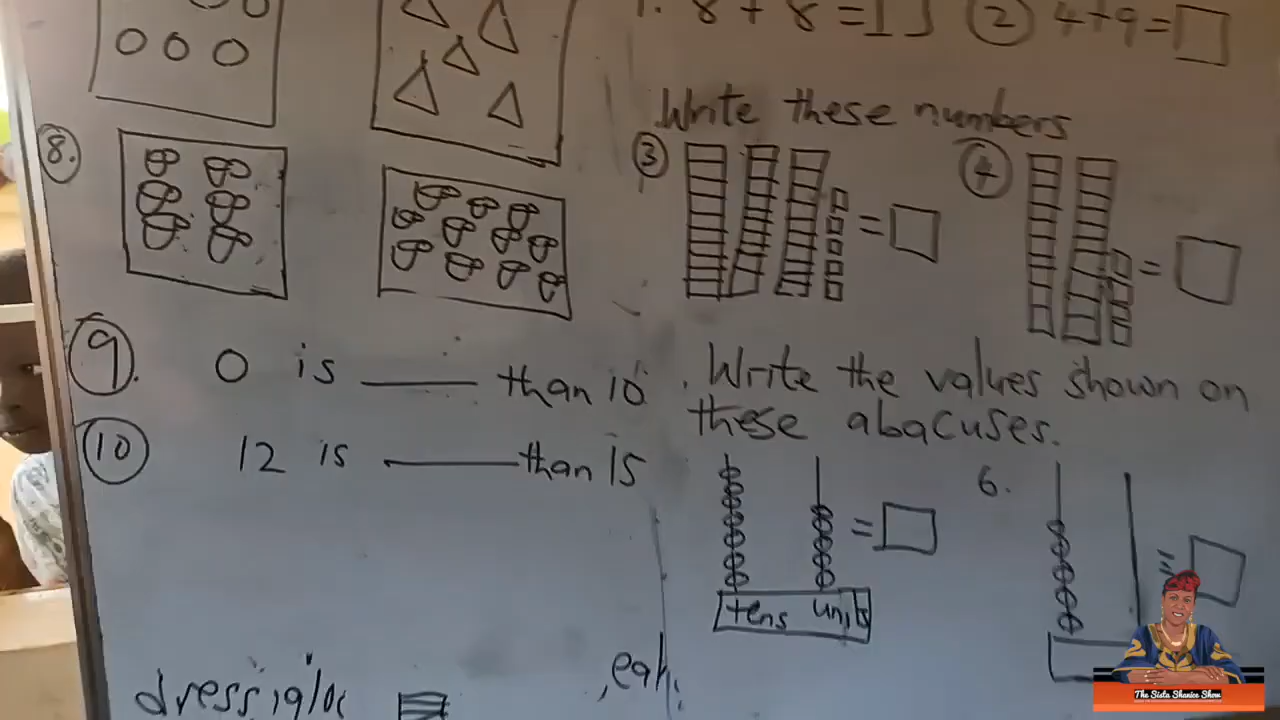 1. 8 + 8 = ② 4+9=
Write these numbers
8.
③ = ④ =
9. 0 is ____ than 10
10 12 is ____ than 15
. Write the values shown on
these abacuses.
= 6. =
tens units
The Sista Shanice Show